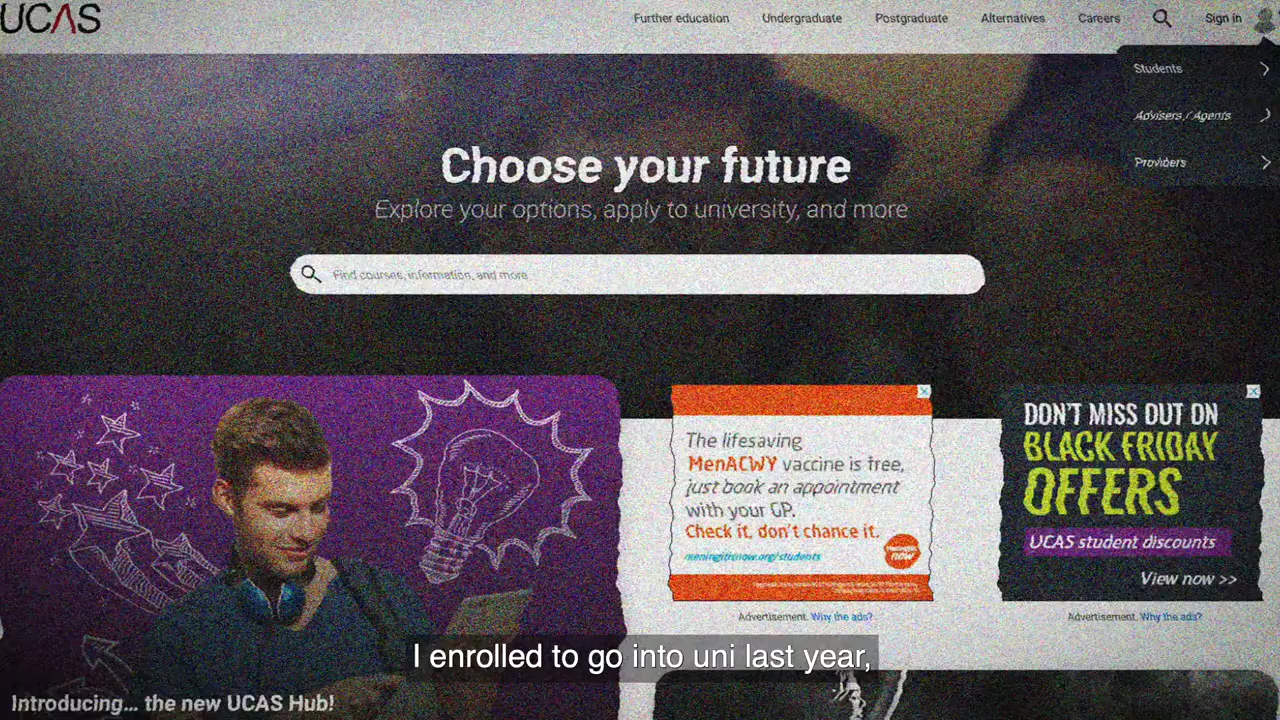 UCAS
Further education
Undergraduate
Postgraduate
Alternatives
Careers
Sign in
Students
Advisers / Agents
Providers
Choose your future
Explore your options, apply to university, and more
Find courses, information, and more
The lifesaving
MenACWY vaccine is free,
just book an appointment
with your GP.
Check it, don't chance it.
meningitisnow.org/students
Meningitis
now
Advertisement. Why the ads?
DON'T MISS OUT ON
BLACK FRIDAY
OFFERS
UCAS student discounts
View now >>
Advertisement. Why the ads?
I enrolled to go into uni last year,
Introducing... the new UCAS Hub!